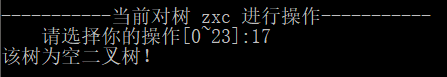 -----------当前对树 zxc 进行操作-----------
请选择你的操作[0~23]:17
该树为空二叉树!